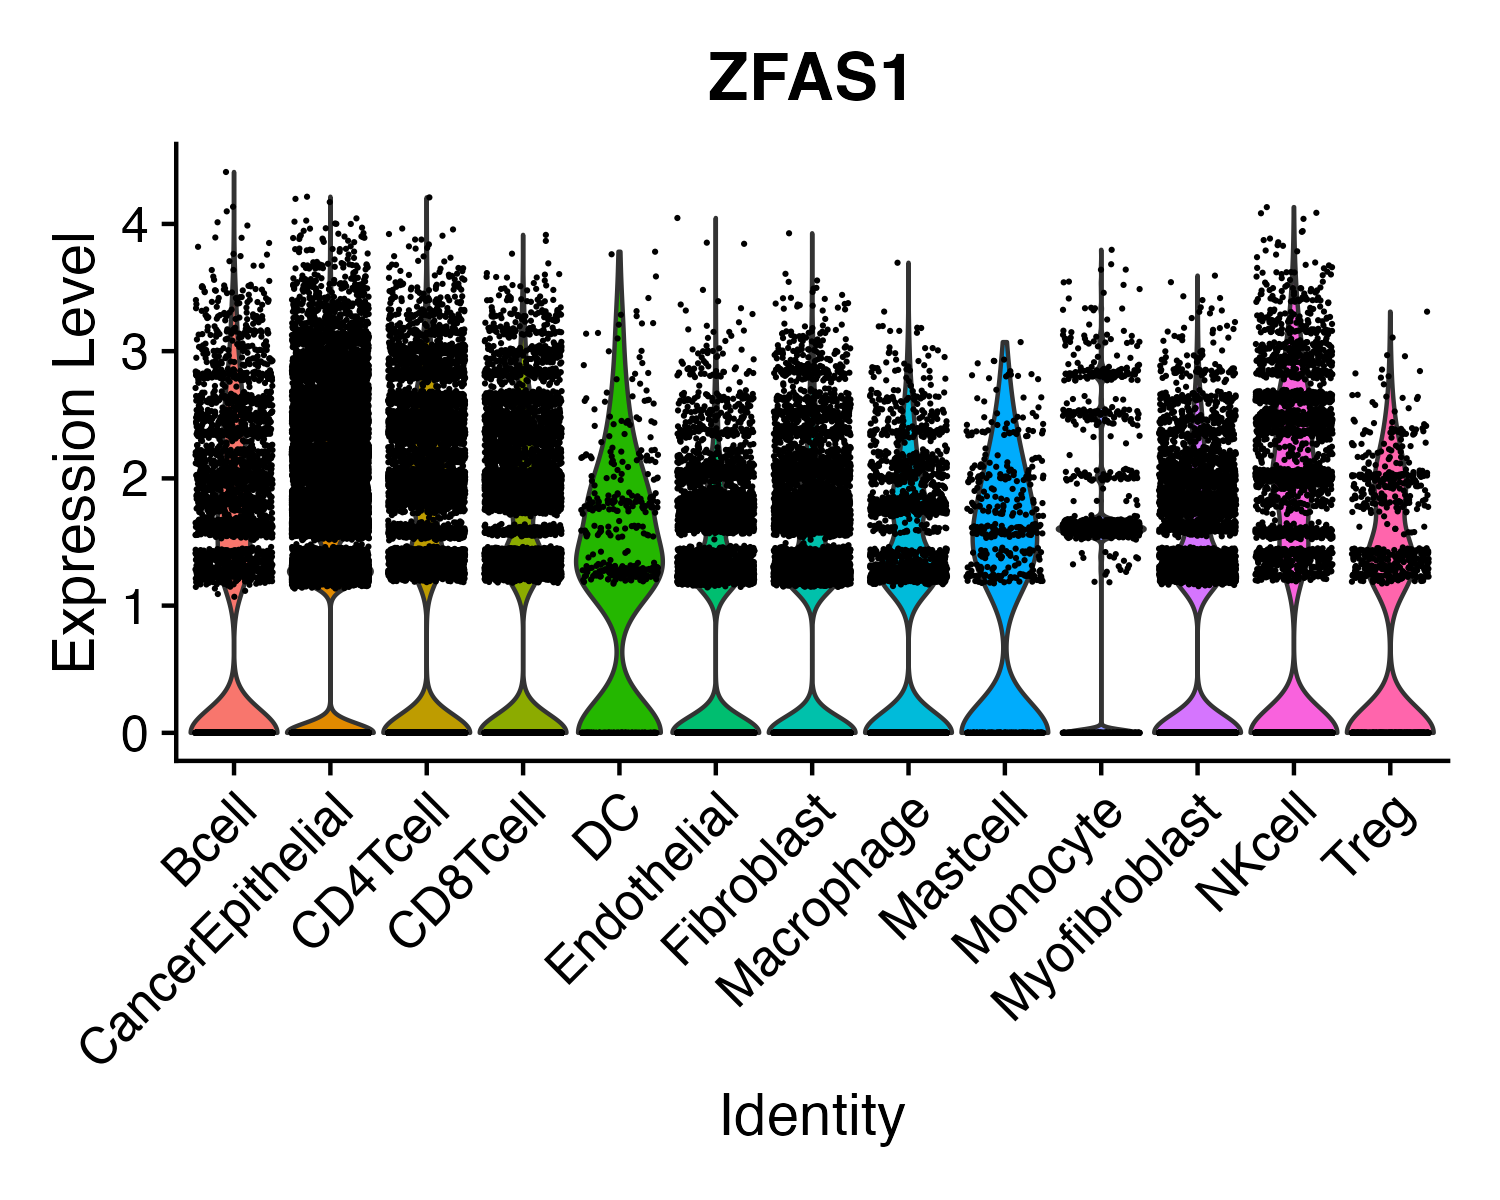 ZFAS1
Expression Level
4
3
2
1
0
Bcell
CancerEpithelial
CD4Tcell
CD8Tcell
DC
Endothelial
Fibroblast
Macrophage
Mastcell
Monocyte
Myofibroblast
NKcell
Treg
Identity